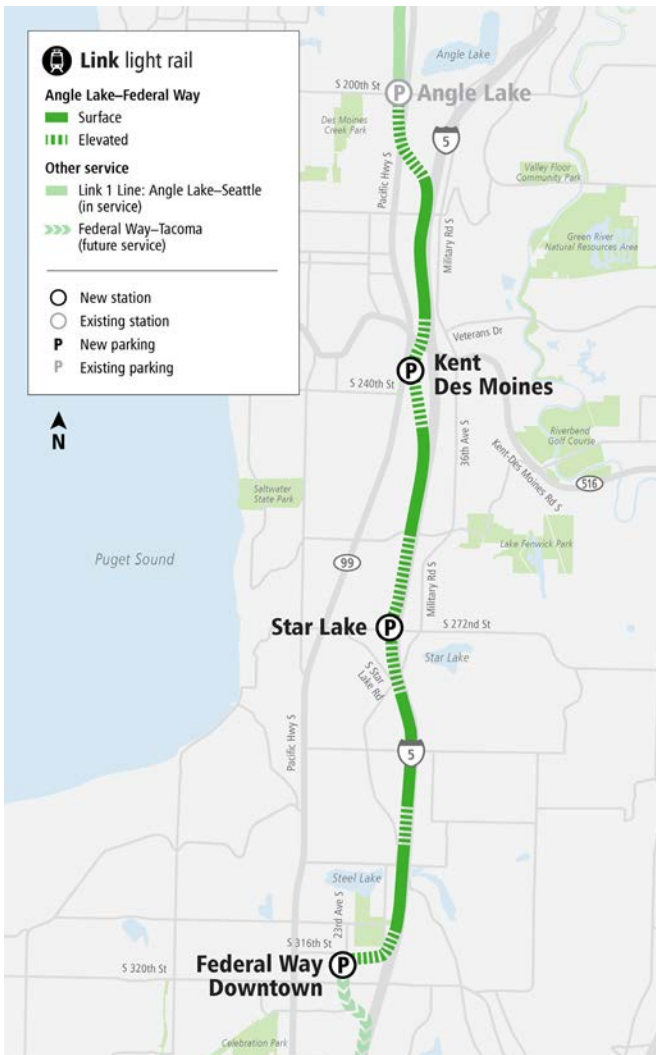 Link light rail
Angle Lake–Federal Way
Surface
Elevated
Other service
Link 1 Line: Angle Lake–Seattle
(in service)
Federal Way–Tacoma
(future service)
New station
Existing station
P New parking
P Existing parking
N
Angle Lake
S 200th St
P Angle Lake
Des Moines
Creek Park
Pacific Hwy S
5
Valley Floor
Community Park
Military Rd S
Green River
Natural Resources Area
Veterans Dr
P Kent
Des Moines
S 240th St
36th Ave S
Riverbend
Golf Course
Kent-Des Moines Rd S
516
Saltwater
State Park
Puget Sound
99
Lake Fenwick Park
Military Rd S
Star Lake P
S 272nd St
Star Lake
S Star
Lake Rd
Pacific Hwy S
5
Steel Lake
23rd Ave S
S 316th St
Federal Way
Downtown
P
S 320th St
Celebration Park